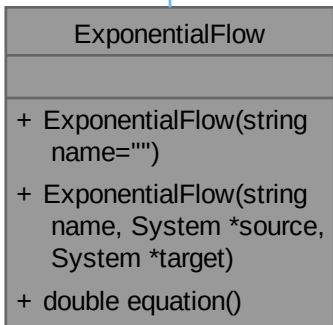 ExponentialFlow
+ ExponentialFlow(string
name="")
+ ExponentialFlow(string
name, System *source,
System *target)
+ double equation()